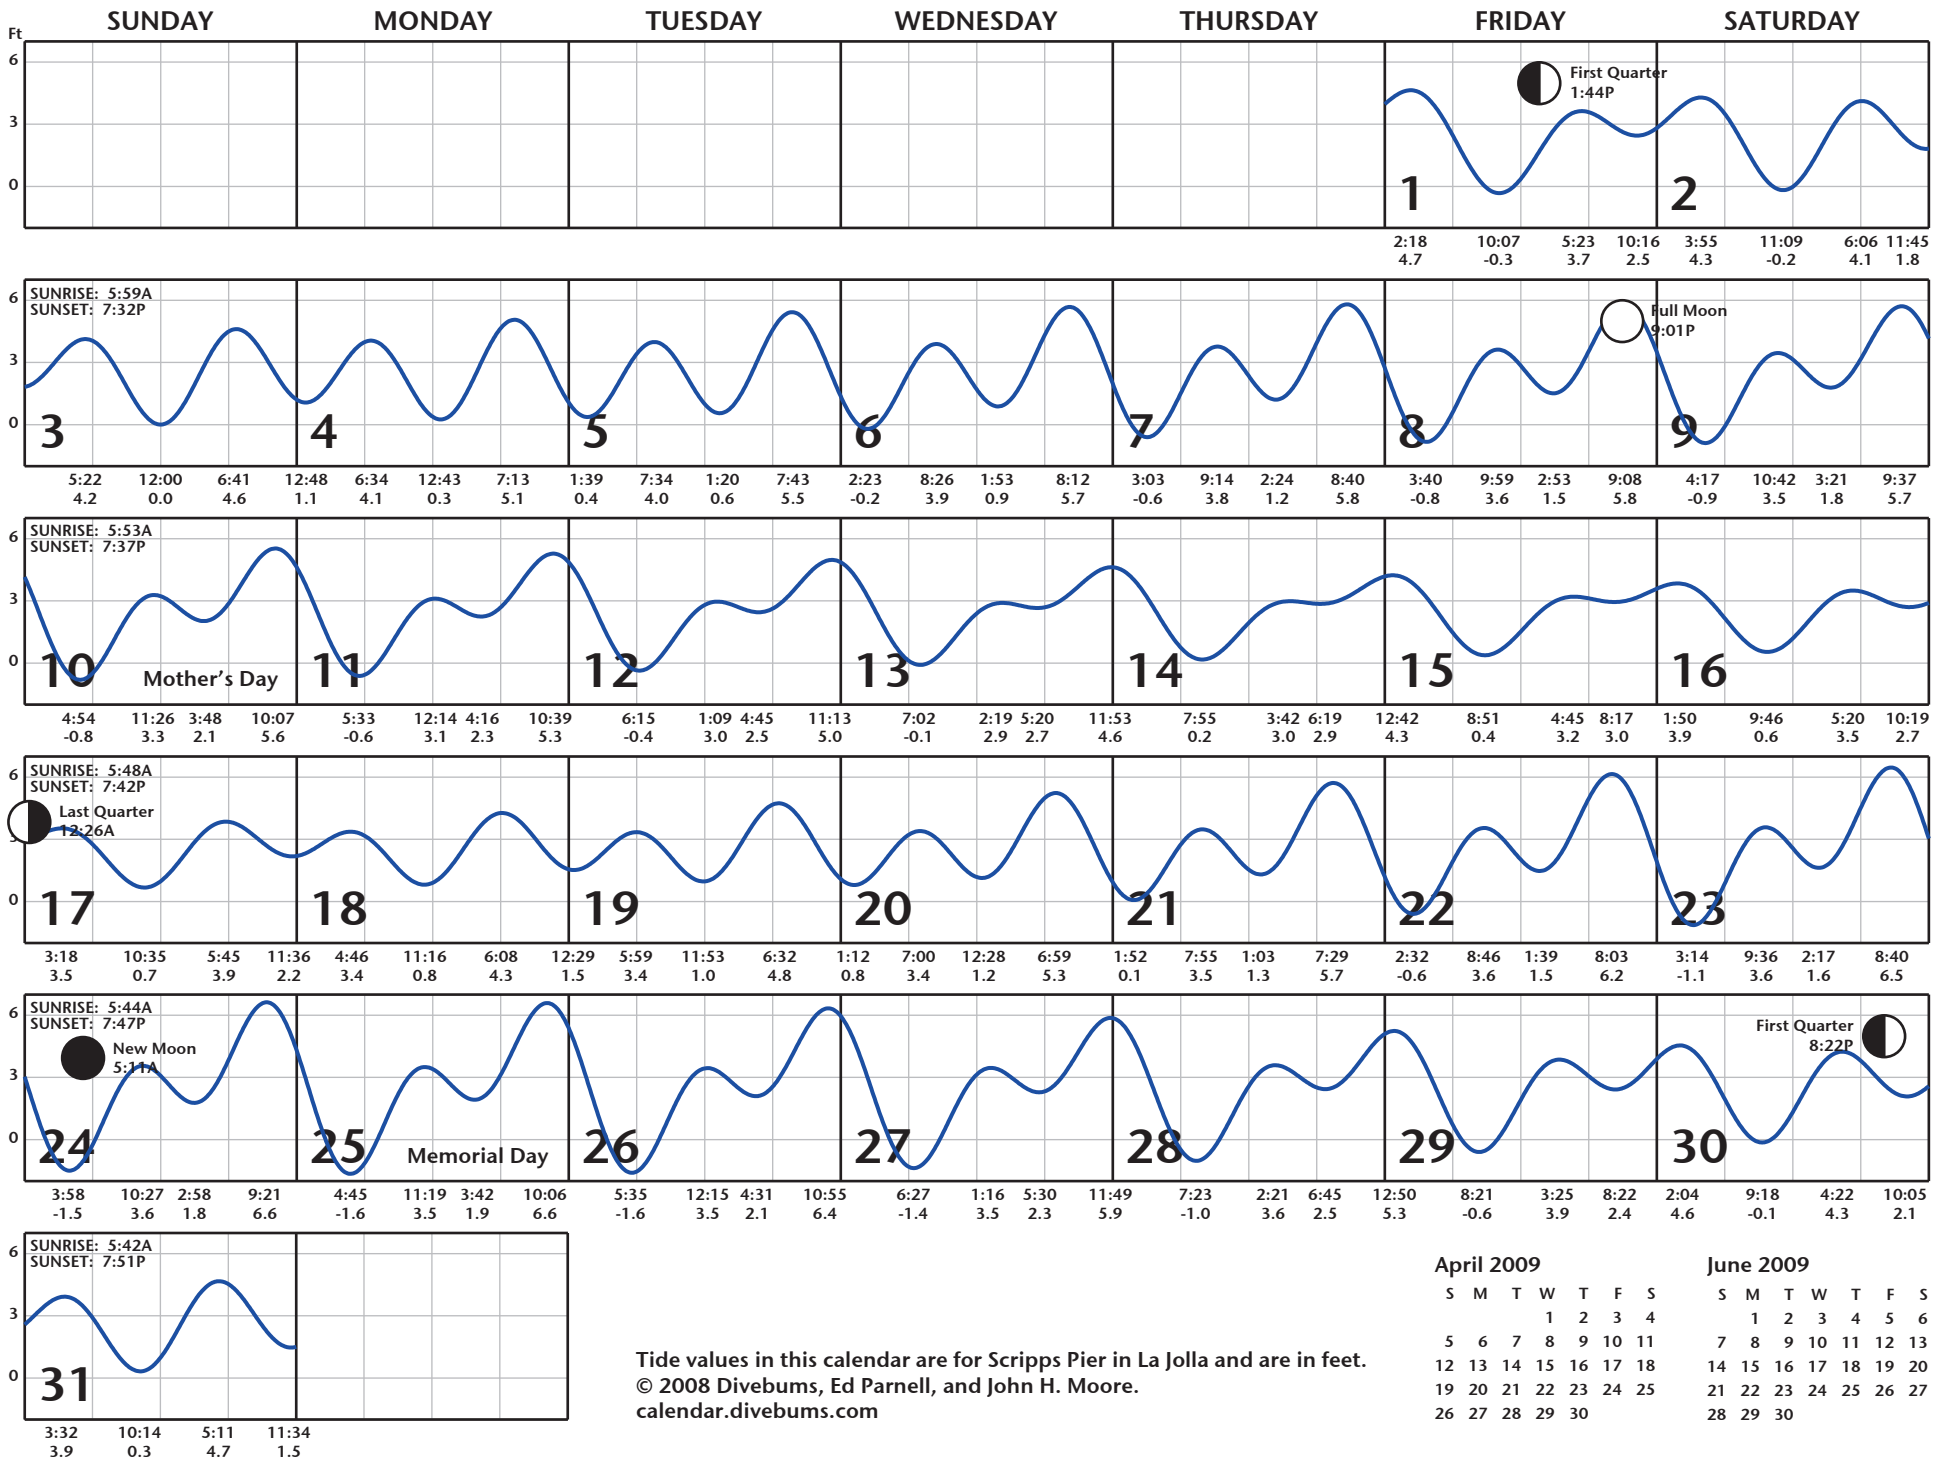 SUNDAY MONDAY TUESDAY WEDNESDAY THURSDAY FRIDAY SATURDAY
Ft
6
3
0
First Quarter
1:44P
1 2
2:18 10:07 5:23 10:16 3:55 11:09 6:06 11:45
4.7 -0.3 3.7 2.5 4.3 -0.2 4.1 1.8
6
3
0
SUNRISE: 5:59A
SUNSET: 7:32P
Full Moon
9:01P
3 4 5 6 7 8 9
5:22 12:00 6:41 12:48 6:34 12:43 7:13 1:39 7:34 1:20 7:43 2:23 8:26 1:53 8:12 3:03 9:14 2:24 8:40 3:40 9:59 2:53 9:08 4:17 10:42 3:21 9:37
4.2 0.0 4.6 1.1 4.1 0.3 5.1 0.4 4.0 0.6 5.5 -0.2 3.9 0.9 5.7 -0.6 3.8 1.2 5.8 -0.8 3.6 1.5 5.8 -0.9 3.5 1.8 5.7
6
3
0
SUNRISE: 5:53A
SUNSET: 7:37P
10 Mother's Day 11 12 13 14 15 16
4:54 11:26 3:48 10:07 5:33 12:14 4:16 10:39 6:15 1:09 4:45 11:13 7:02 2:19 5:20 11:53 7:55 3:42 6:19 12:42 8:51 4:45 8:17 1:50 9:46 5:20 10:19
-0.8 3.3 2.1 5.6 -0.6 3.1 2.3 5.3 -0.4 3.0 2.5 5.0 -0.1 2.9 2.7 4.6 0.2 3.0 2.9 4.3 0.4 3.2 3.0 3.9 0.6 3.5 2.7
6
3
0
SUNRISE: 5:48A
SUNSET: 7:42P
Last Quarter
12:26A
17 18 19 20 21 22 23
3:18 10:35 5:45 11:36 4:46 11:16 6:08 12:29 5:59 11:53 6:32 1:12 7:00 12:28 6:59 1:52 7:55 1:03 7:29 2:32 8:46 1:39 8:03 3:14 9:36 2:17 8:40
3.5 0.7 3.9 2.2 3.4 0.8 4.3 1.5 3.4 1.0 4.8 0.8 3.4 1.2 5.3 0.1 3.5 1.3 5.7 -0.6 3.6 1.5 6.2 -1.1 3.6 1.6 6.5
6
3
0
SUNRISE: 5:44A
SUNSET: 7:47P
New Moon
5:11A
First Quarter
8:22P
24 25 Memorial Day 26 27 28 29 30
3:58 10:27 2:58 9:21 4:45 11:19 3:42 10:06 5:35 12:15 4:31 10:55 6:27 1:16 5:30 11:49 7:23 2:21 6:45 12:50 8:21 3:25 8:22 2:04 9:18 4:22 10:05
-1.5 3.6 1.8 6.6 -1.6 3.5 1.9 6.6 -1.6 3.5 2.1 6.4 -1.4 3.5 2.3 5.9 -1.0 3.6 2.5 5.3 -0.6 3.9 2.4 4.6 -0.1 4.3 2.1
6
3
0
SUNRISE: 5:42A
SUNSET: 7:51P
31
3:32 10:14 5:11 11:34
3.9 0.3 4.7 1.5
Tide values in this calendar are for Scripps Pier in La Jolla and are in feet.
© 2008 Divebums, Ed Parnell, and John H. Moore.
calendar.divebums.com
April 2009
S M T W T F S
1 2 3 4
5 6 7 8 9 10 11
12 13 14 15 16 17 18
19 20 21 22 23 24 25
26 27 28 29 30
June 2009
S M T W T F S
1 2 3 4 5 6
7 8 9 10 11 12 13
14 15 16 17 18 19 20
21 22 23 24 25 26 27
28 29 30